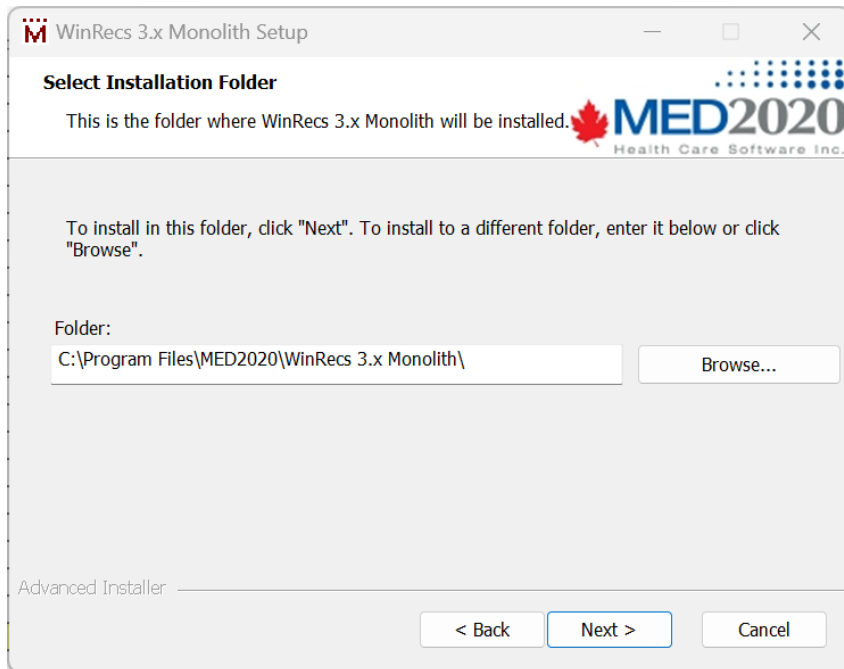 WinRecs 3.x Monolith Setup
Select Installation Folder
This is the folder where WinRecs 3.x Monolith will be installed.
MED2020
Health Care Software Inc.
To install in this folder, click "Next". To install to a different folder, enter it below or click
"Browse".
Folder:
C:\Program Files\MED2020\WinRecs 3.x Monolith\
Browse...
Advanced Installer
< Back
Next >
Cancel